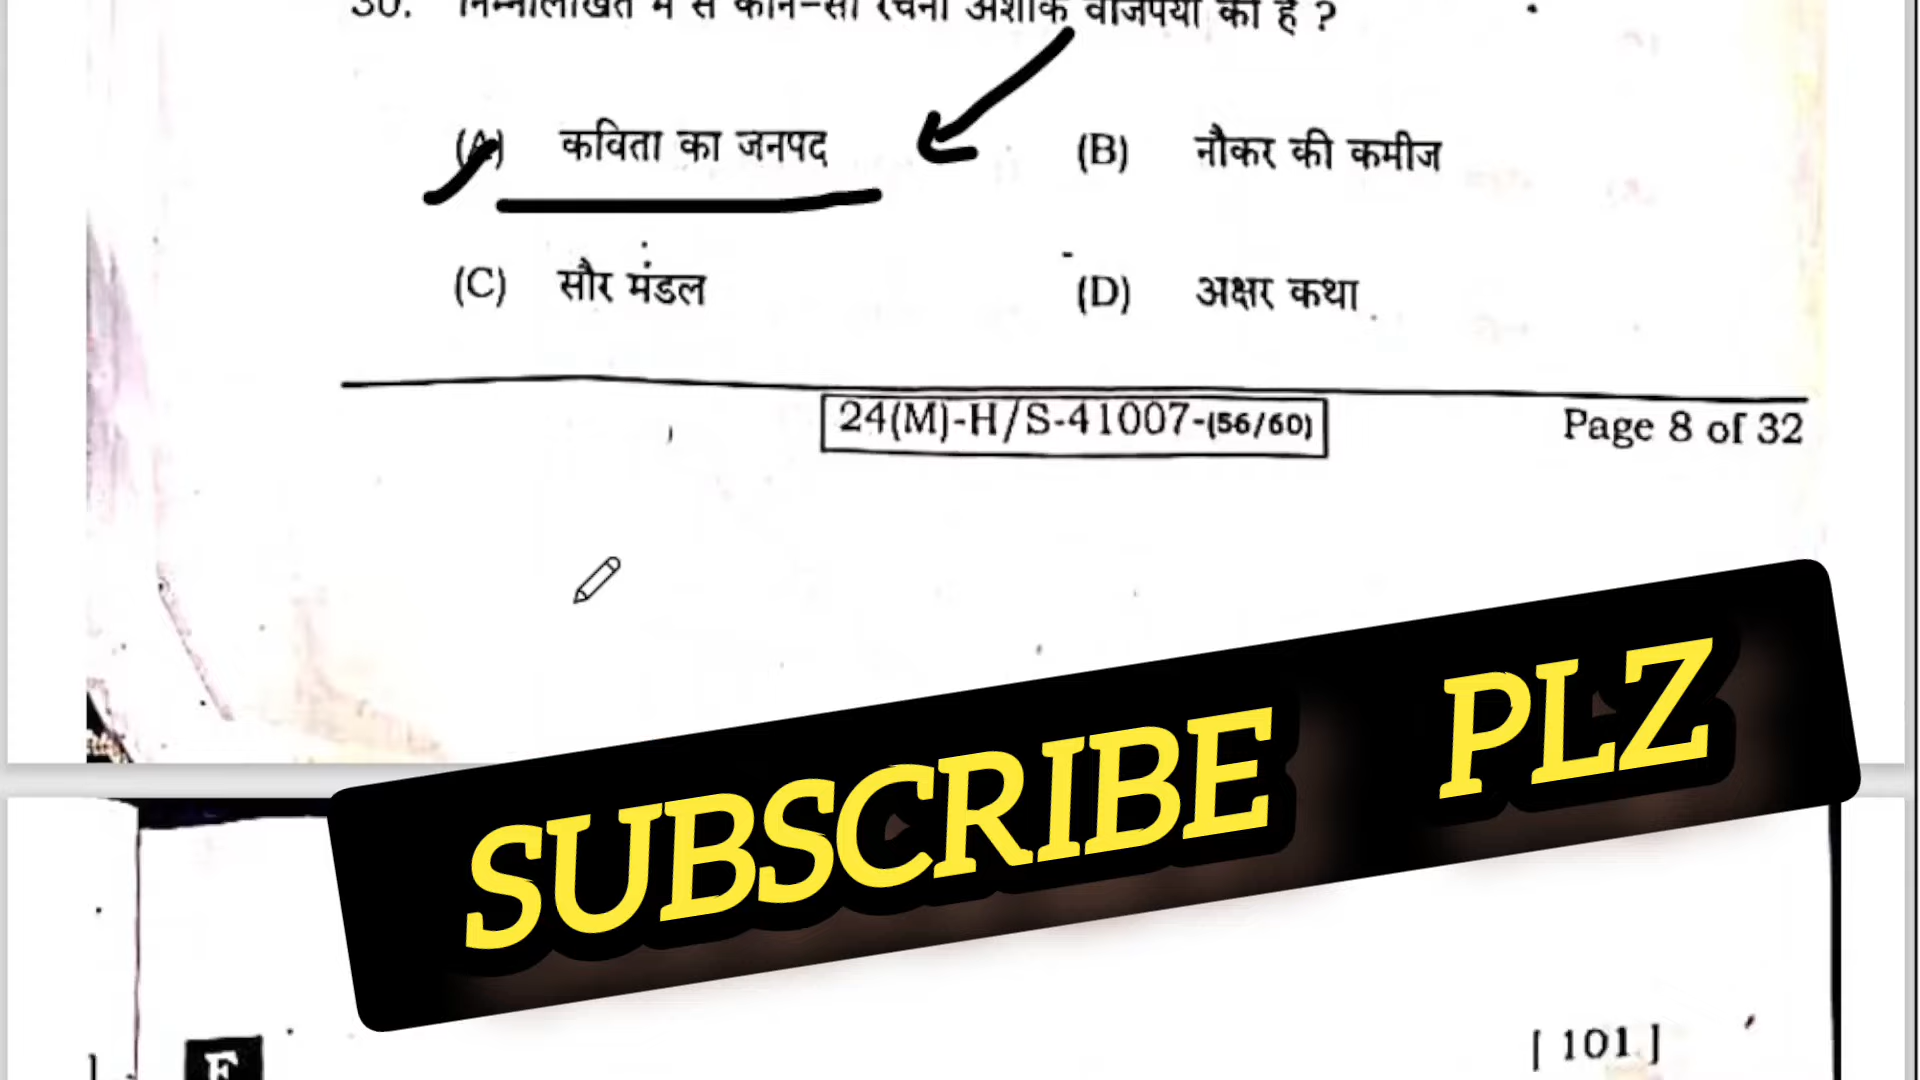 30. निम्नलिखित में से कौन-सी रचना अशोक वाजपेयी की है ?
(A) कविता का जनपद
(B) नौकर की कमीज
(C) सौर मंडल
(D) अक्षर कथा
24(M)-H/S-41007-(56/60)
Page 8 of 32
SUBSCRIBE PLZ
F
[ 101 ]